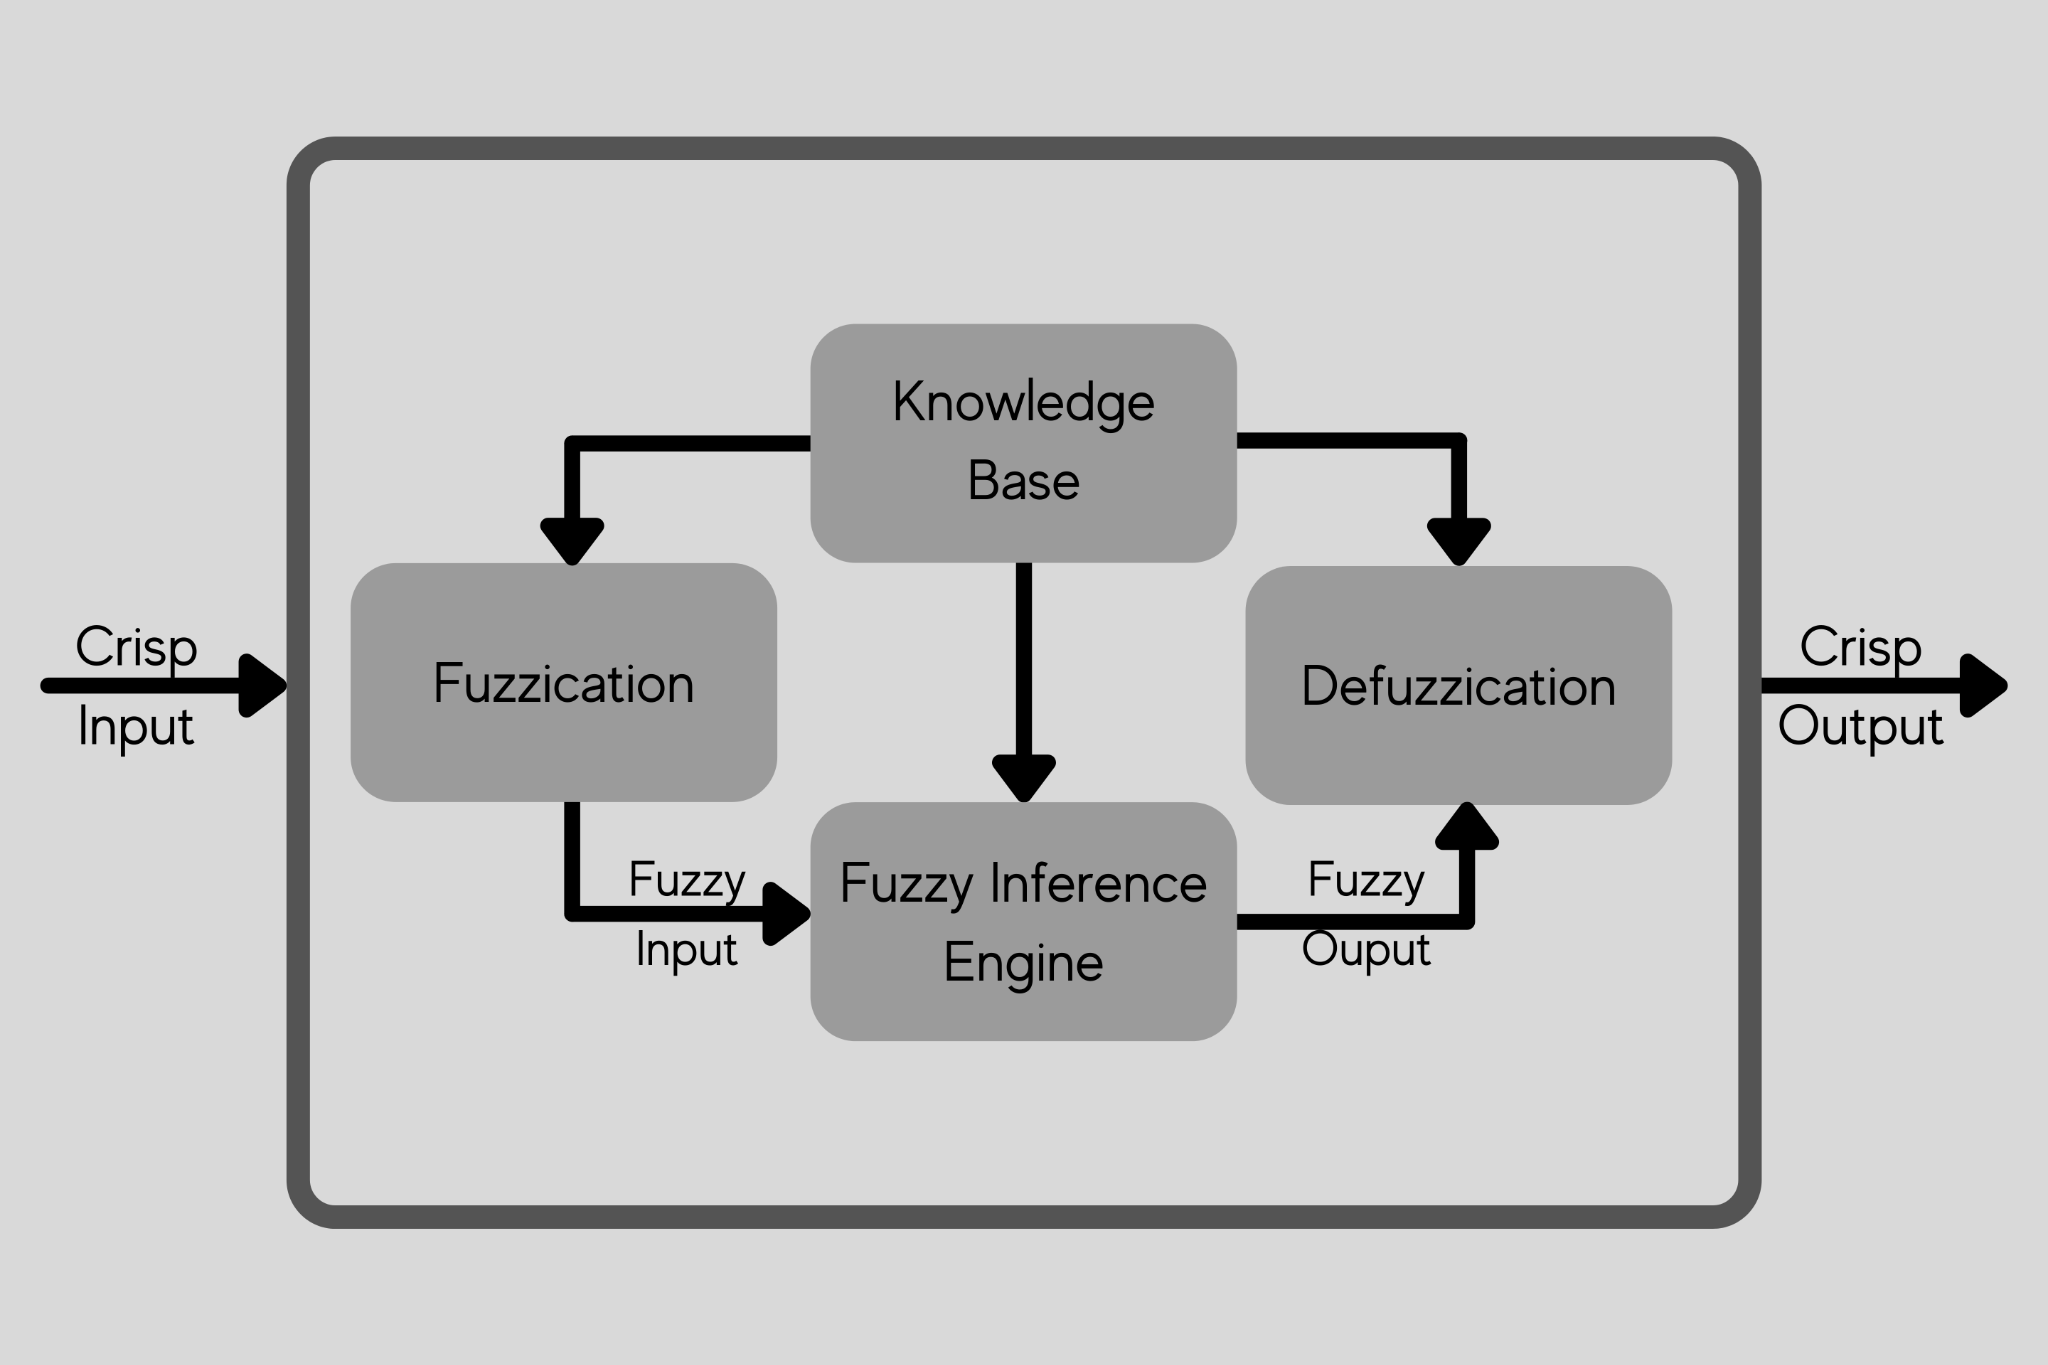 Knowledge
Base
Crisp
Input
Fuzzication
Defuzzication
Crisp
Output
Fuzzy
Input
Fuzzy Inference
Engine
Fuzzy
Ouput